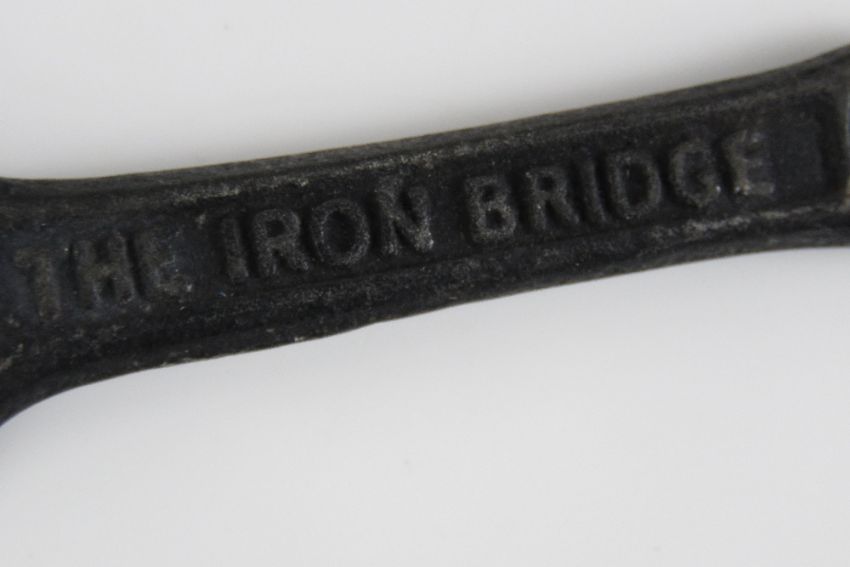 THE IRON BRIDGE